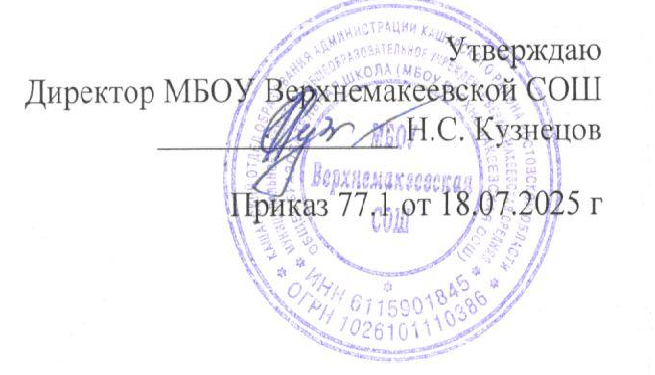 Утверждаю
Директор МБОУ Верхнемакеевской СОШ
Н.С. Кузнецов
Приказ 77.1 от 18.07.2025 г
МБОУ
Верхнемакеевская
СОШ
ИНН 6115901845
ОГРН 1026101110386